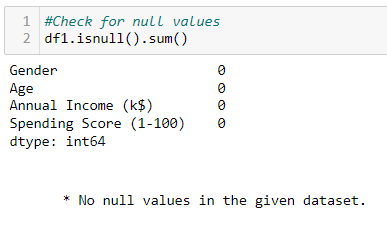 1 #Check for null values
2 df1.isnull().sum()
Gender 0
Age 0
Annual Income (k$) 0
Spending Score (1-100) 0
dtype: int64
* No null values in the given dataset.